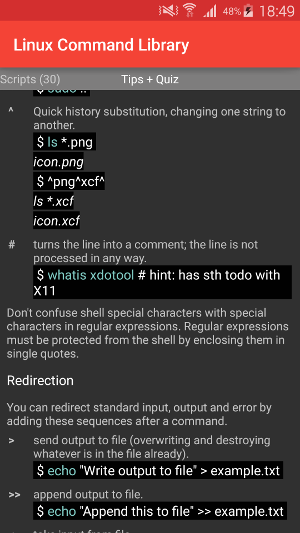 48% 18:49
Linux Command Library
Scripts (30) Tips + Quiz
$ sudo !!
^ Quick history substitution, changing one string to
another.
$ ls *.png
icon.png
$ ^png^xcf^
ls *.xcf
icon.xcf
# turns the line into a comment; the line is not
processed in any way.
$ whatis xdotool # hint: has sth todo with
X11
Don't confuse shell special characters with special
characters in regular expressions. Regular expressions
must be protected from the shell by enclosing them in
single quotes.
Redirection
You can redirect standard input, output and error by
adding these sequences after a command.
> send output to file (overwriting and destroying
whatever is in the file already).
$ echo "Write output to file" > example.txt
>> append output to file.
$ echo "Append this to file" >> example.txt
take input from file